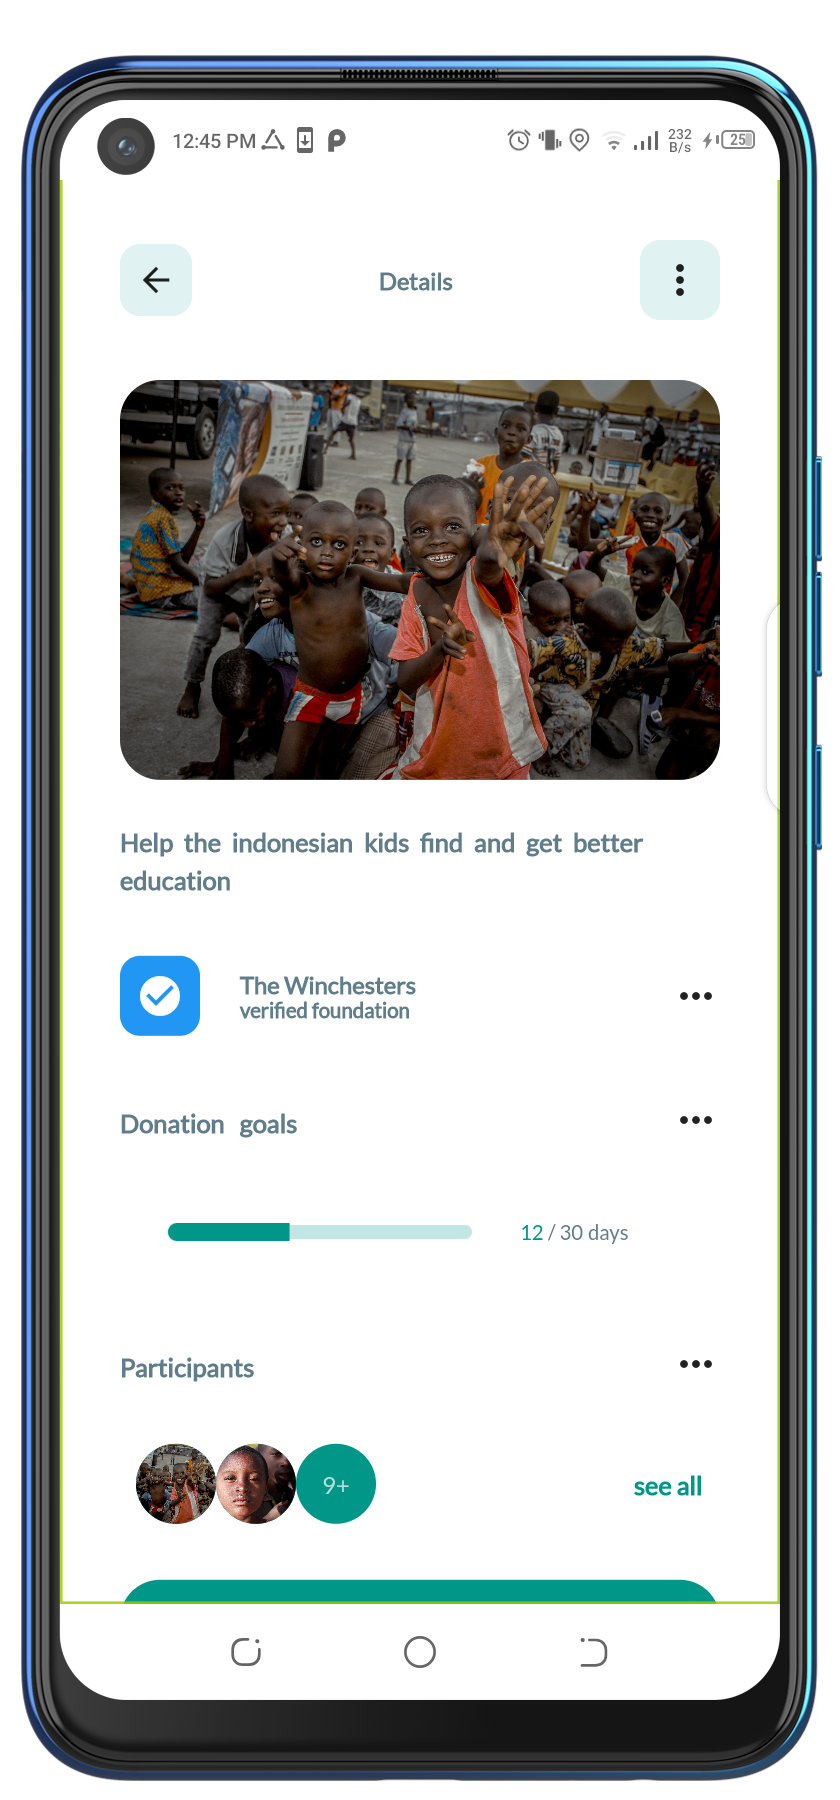 12:45 PM
232
B/s
25
Details
Help the indonesian kids find and get better
education
The Winchesters
verified foundation
Donation goals
12 / 30 days
Participants
9+
see all